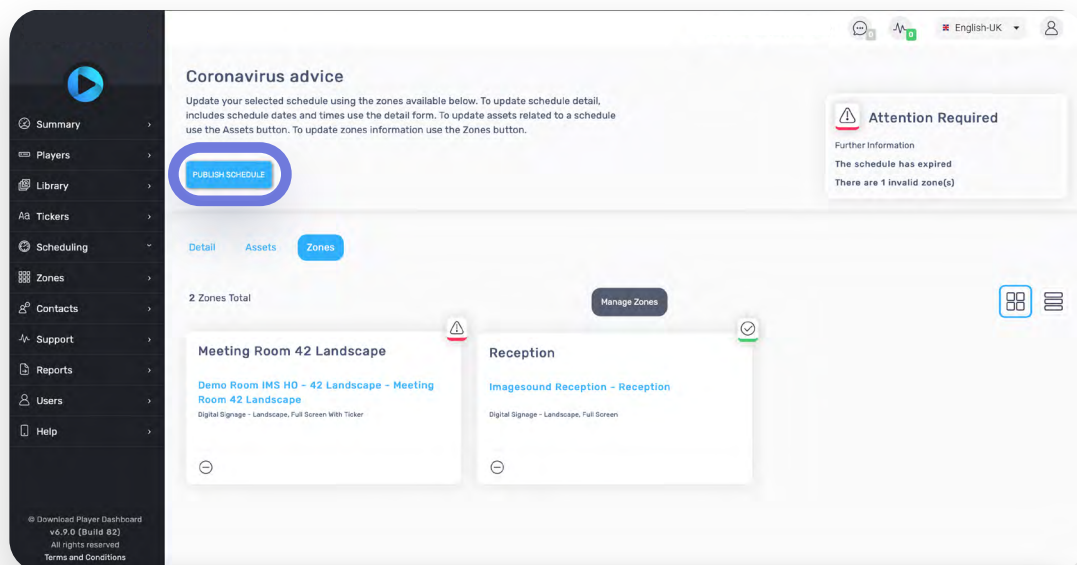 0
0
English-UK
Coronavirus advice
Update your selected schedule using the zones available below. To update schedule detail,
includes schedule dates and times use the detail form. To update assets related to a schedule
use the Assets button. To update zones information use the Zones button.
PUBLISH SCHEDULE
Attention Required
Further Information
The schedule has expired
There are 1 invalid zone(s)
Summary
Players
Library
Aa Tickers
Scheduling
Zones
Contacts
Support
Reports
Users
Help
Detail
Assets
Zones
2 Zones Total
Manage Zones
Meeting Room 42 Landscape
Demo Room IMS HO - 42 Landscape - Meeting
Room 42 Landscape
Digital Signage - Landscape, Full Screen With Ticker
Reception
Imagesound Reception - Reception
Digital Signage - Landscape, Full Screen
© Download Player Dashboard
v6.9.0 (Build 82)
All rights reserved
Terms and Conditions